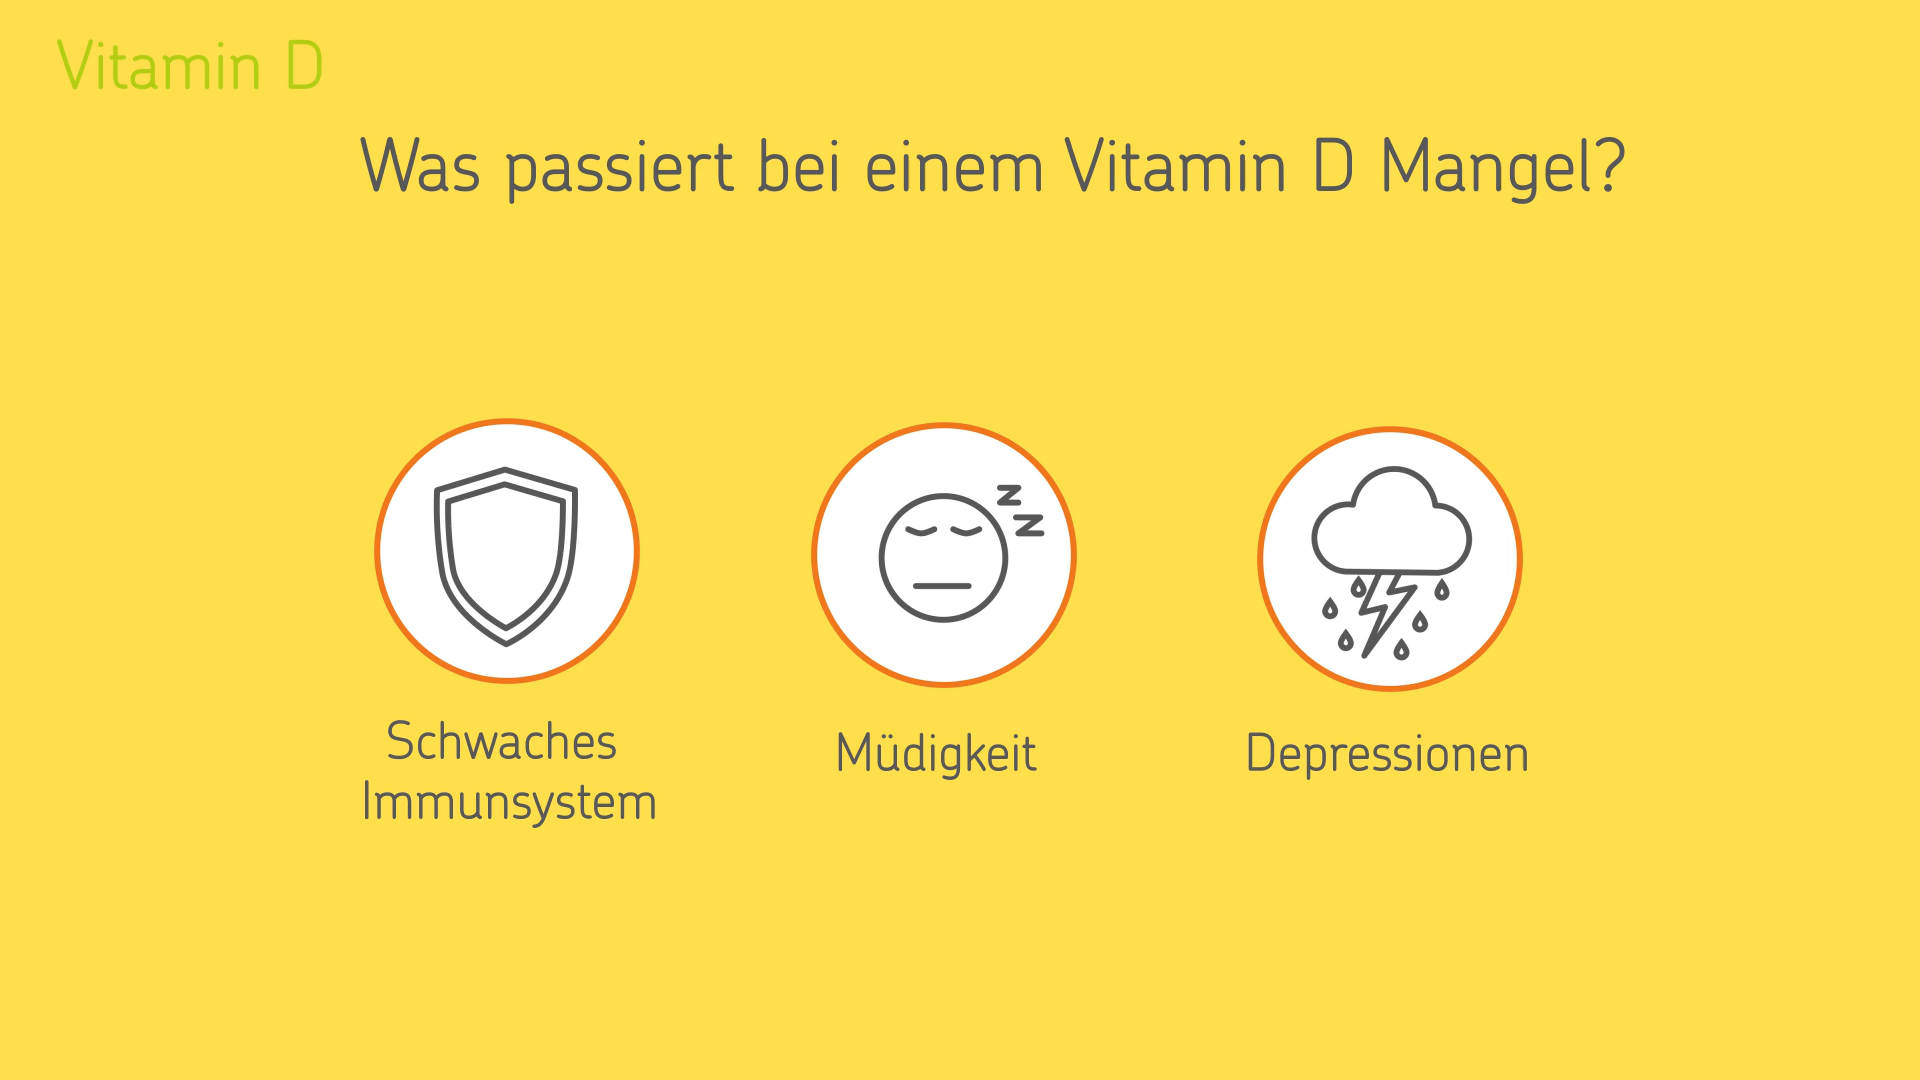 Vitamin D
Was passiert bei einem Vitamin D Mangel?
z
z
Schwaches
Immunsystem
Müdigkeit
Depressionen